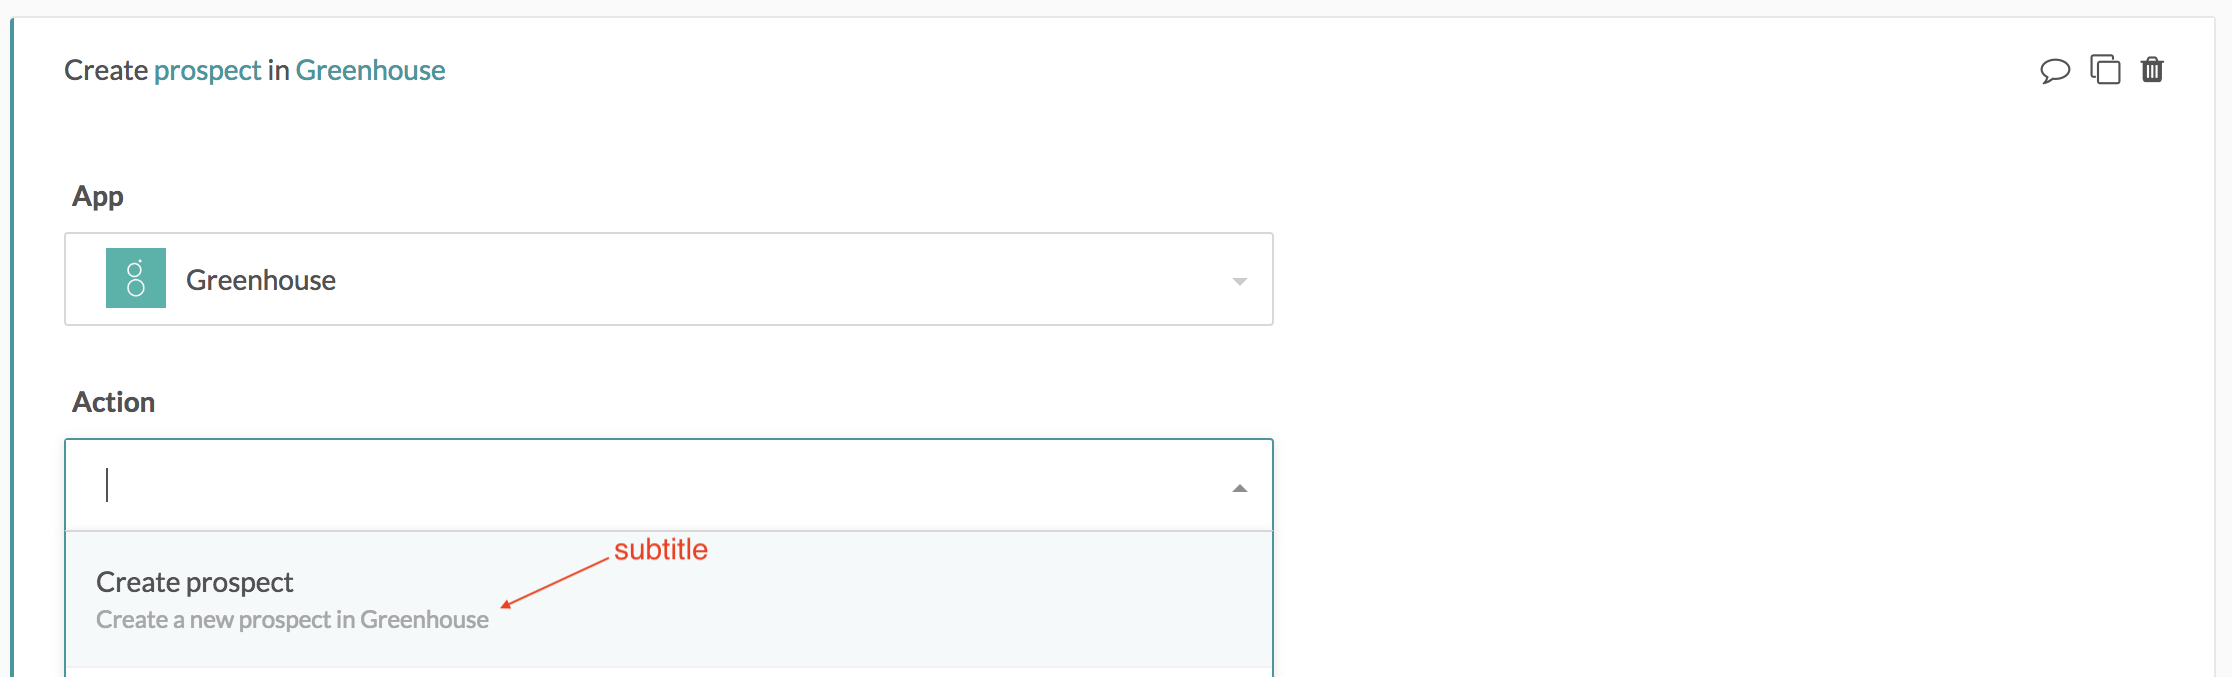 Create prospect in Greenhouse
App
Greenhouse
Action
subtitle
Create prospect
Create a new prospect in Greenhouse